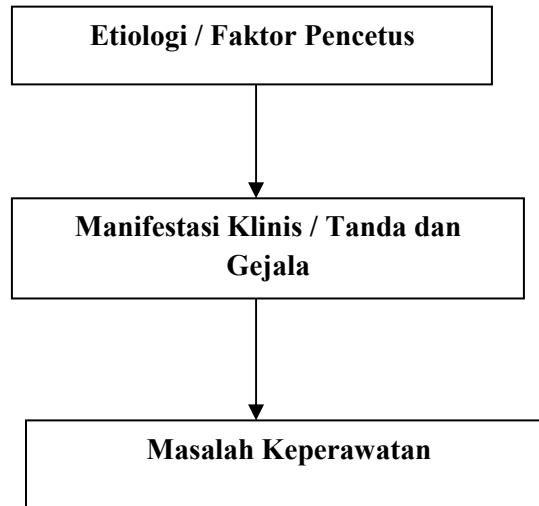 Etiologi / Faktor Pencetus
Manifestasi Klinis / Tanda dan
Gejala
Masalah Keperawatan